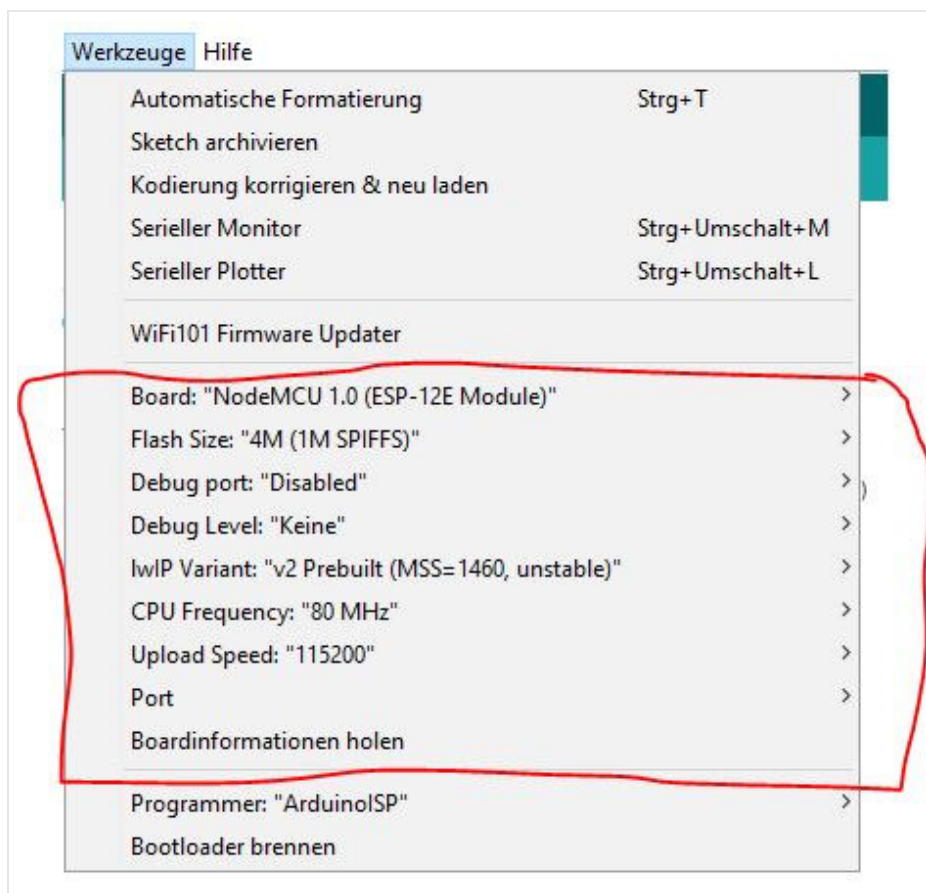 Werkzeuge Hilfe
Automatische Formatierung Strg+T
Sketch archivieren
Kodierung korrigieren & neu laden
Serieller Monitor Strg+Umschalt+M
Serieller Plotter Strg+Umschalt+L
WiFi101 Firmware Updater
Board: "NodeMCU 1.0 (ESP-12E Module)"
Flash Size: "4M (1M SPIFFS)"
Debug port: "Disabled"
)
Debug Level: "Keine"
lwIP Variant: "v2 Prebuilt (MSS=1460, unstable)"
CPU Frequency: "80 MHz"
Upload Speed: "115200"
Port
Boardinformationen holen
Programmer: "ArduinoISP"
Bootloader brennen